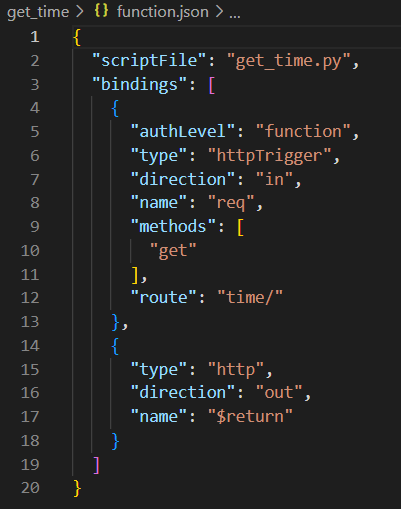 get_time > {} function.json > ...
1 {
2   "scriptFile": "get_time.py",
3   "bindings": [
4     {
5       "authLevel": "function",
6       "type": "httpTrigger",
7       "direction": "in",
8       "name": "req",
9       "methods": [
10         "get"
11       ],
12       "route": "time/"
13     },
14     {
15       "type": "http",
16       "direction": "out",
17       "name": "$return"
18     }
19   ]
20 }